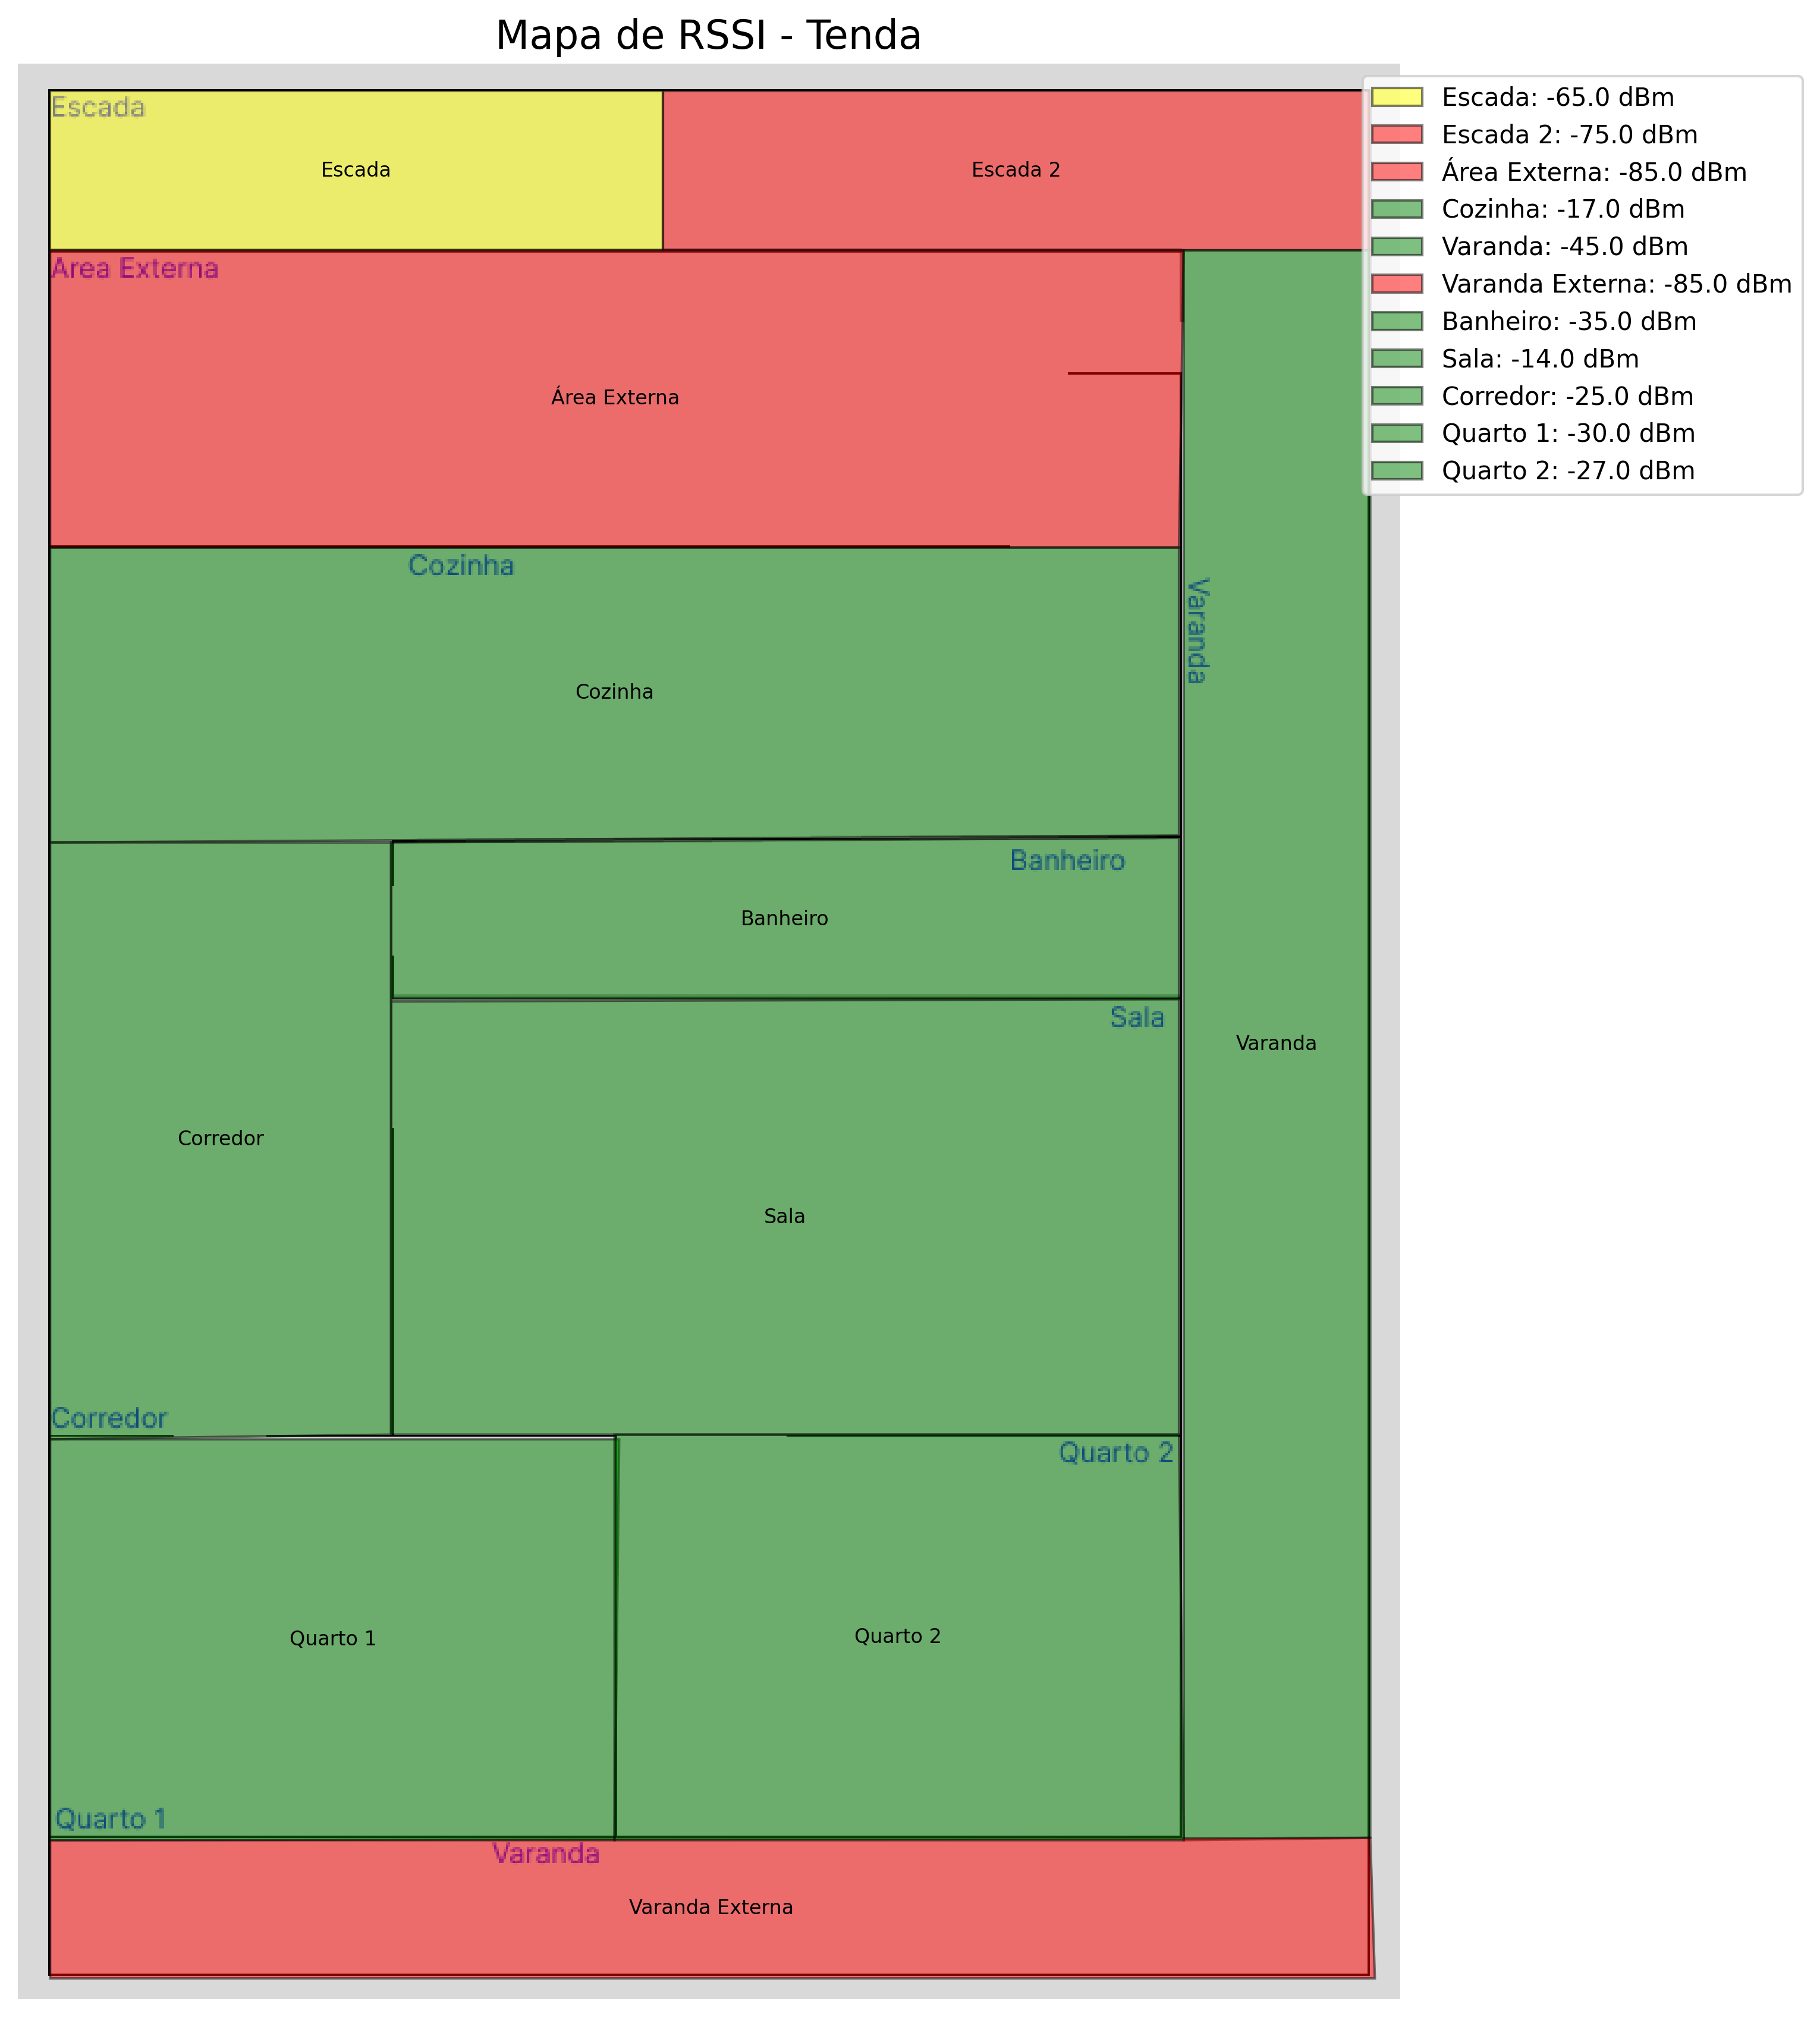 Mapa de RSSI - Tenda
Escada
Escada
Escada 2
Escada: -65.0 dBm
Escada 2: -75.0 dBm
Área Externa: -85.0 dBm
Cozinha: -17.0 dBm
Varanda: -45.0 dBm
Varanda Externa: -85.0 dBm
Banheiro: -35.0 dBm
Sala: -14.0 dBm
Corredor: -25.0 dBm
Quarto 1: -30.0 dBm
Quarto 2: -27.0 dBm
Área Externa
Área Externa
Cozinha
Varanda
Cozinha
Banheiro
Banheiro
Sala
Varanda
Corredor
Sala
Corredor
Quarto 2
Quarto 1
Quarto 2
Quarto 1
Varanda
Varanda Externa